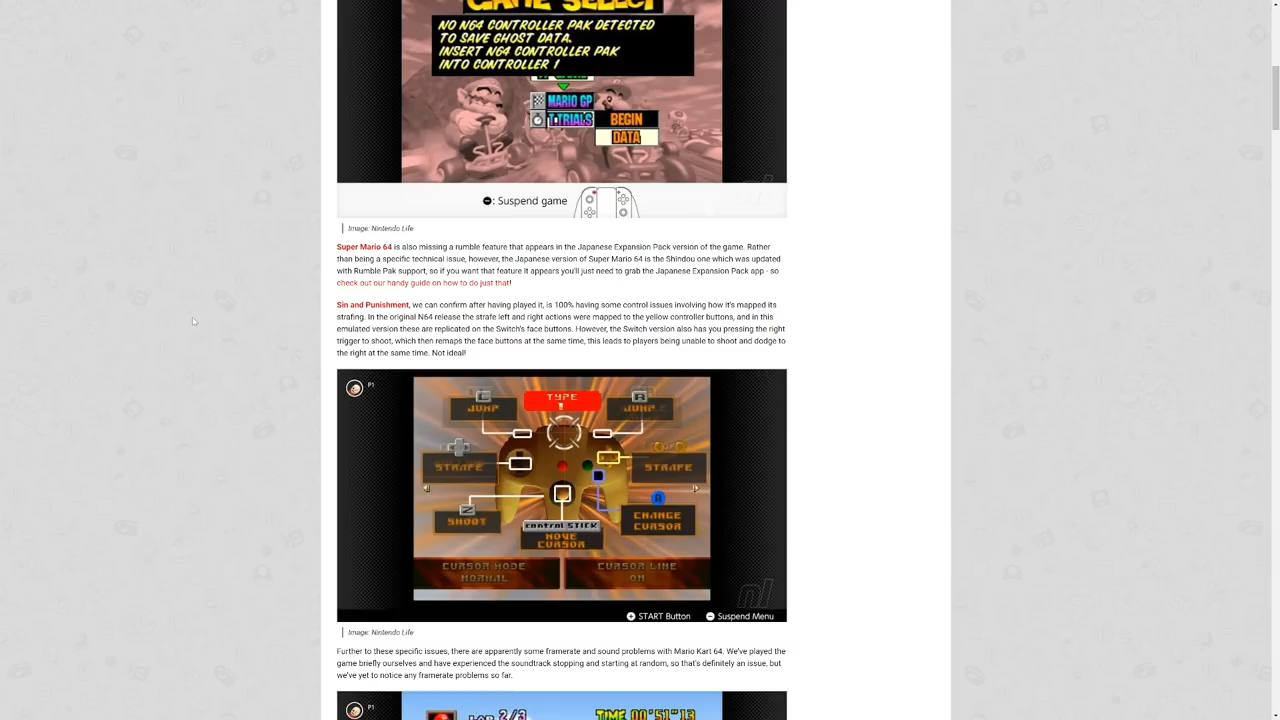 GAME SELECT
NO N64 CONTROLLER PAK DETECTED
TO SAVE GHOST DATA.
INSERT N64 CONTROLLER PAK
INTO CONTROLLER !
MARIO GP
T.TRIALS
BEGIN
DATA
: Suspend game
Image: Nintendo Life
Super Mario 64 is also missing a rumble feature that appears in the Japanese Expansion Pack version of the game. Rather
than being a specific technical issue, however, the Japanese version of Super Mario 64 is the Shindou one which was updated
with Rumble Pak support, so if you want that feature it appears you'll just need to grab the Japanese Expansion Pack app - so
check out our handy guide on how to do just that!
Sin and Punishment, we can confirm after having played it, is 100% having some control issues involving how it's mapped its
strafing. In the original N64 release the strafe left and right actions were mapped to the yellow controller buttons, and in this
emulated version these are replicated on the Switch's face buttons. However, the Switch version also has you pressing the right
trigger to shoot, which then remaps the face buttons at the same time, this leads to players being unable to shoot and dodge to
the right at the same time. Not ideal!
P1
TYPE
1
L
JUMP
R
JUMP
STRAFE
STRAFE
Z
SHOOT
A
CHANGE
CURSOR
control STICK
MOVE
CURSOR
CURSOR MODE
NORMAL
CURSOR LINE
ON
nl
START Button
Suspend Menu
Image: Nintendo Life
Further to these specific issues, there are apparently some framerate and sound problems with Mario Kart 64. We've played the
game briefly ourselves and have experienced the soundtrack stopping and starting at random, so that's definitely an issue, but
we've yet to notice any framerate problems so far.
P1
LAP 2/3
TIME 00'51"13